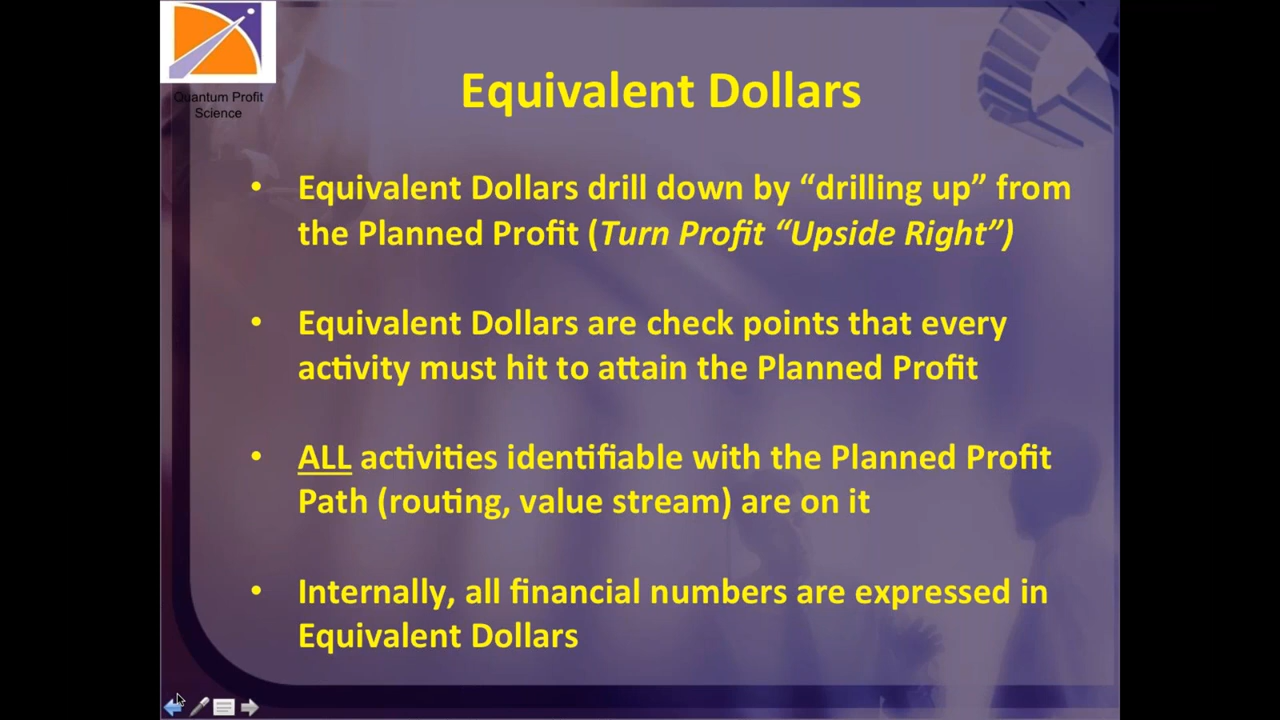 Quantum Profit
Science
Equivalent Dollars
• Equivalent Dollars drill down by “drilling up” from
the Planned Profit (Turn Profit “Upside Right”)
• Equivalent Dollars are check points that every
activity must hit to attain the Planned Profit
• ALL activities identifiable with the Planned Profit
Path (routing, value stream) are on it
• Internally, all financial numbers are expressed in
Equivalent Dollars